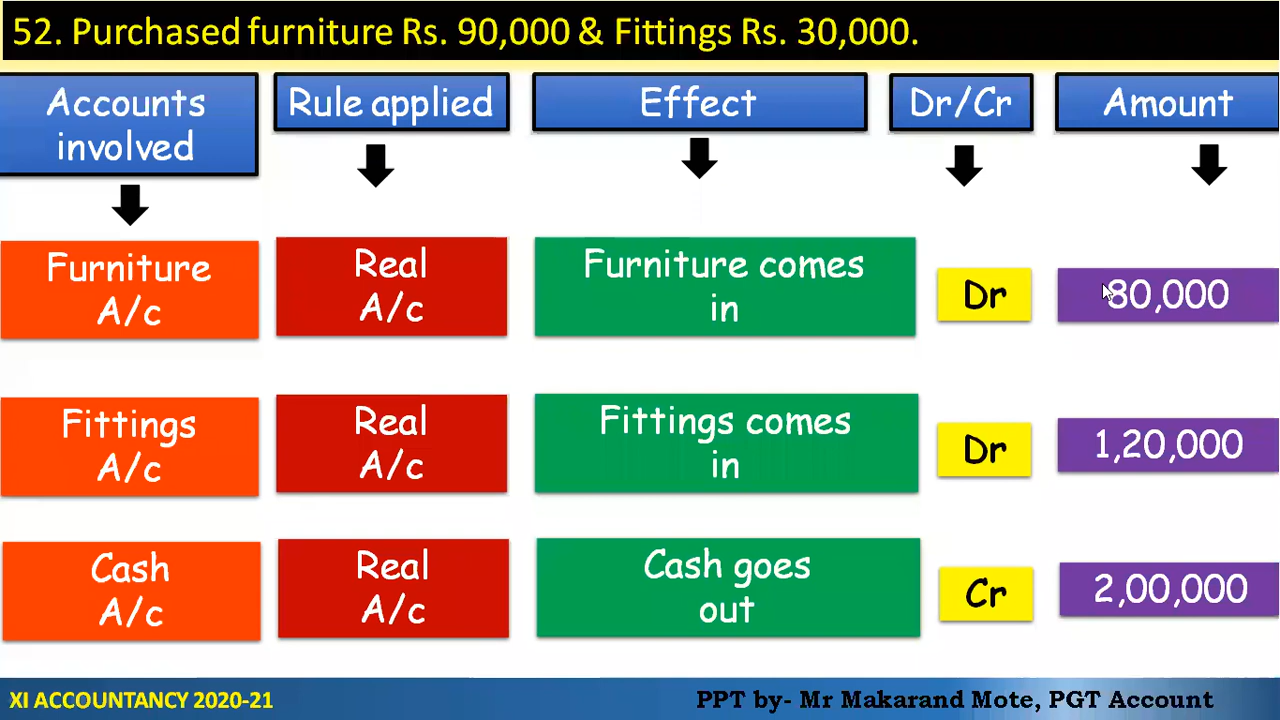 52. Purchased furniture Rs. 90,000 & Fittings Rs. 30,000.
Accounts
involved
Rule applied
Effect
Dr/Cr
Amount
Furniture
A/c
Real
A/c
Furniture comes
in
Dr
80,000
Fittings
A/c
Real
A/c
Fittings comes
in
Dr
1,20,000
Cash
A/c
Real
A/c
Cash goes
out
Cr
2,00,000
XI ACCOUNTANCY 2020-21
PPT by- Mr Makarand Mote, PGT Account